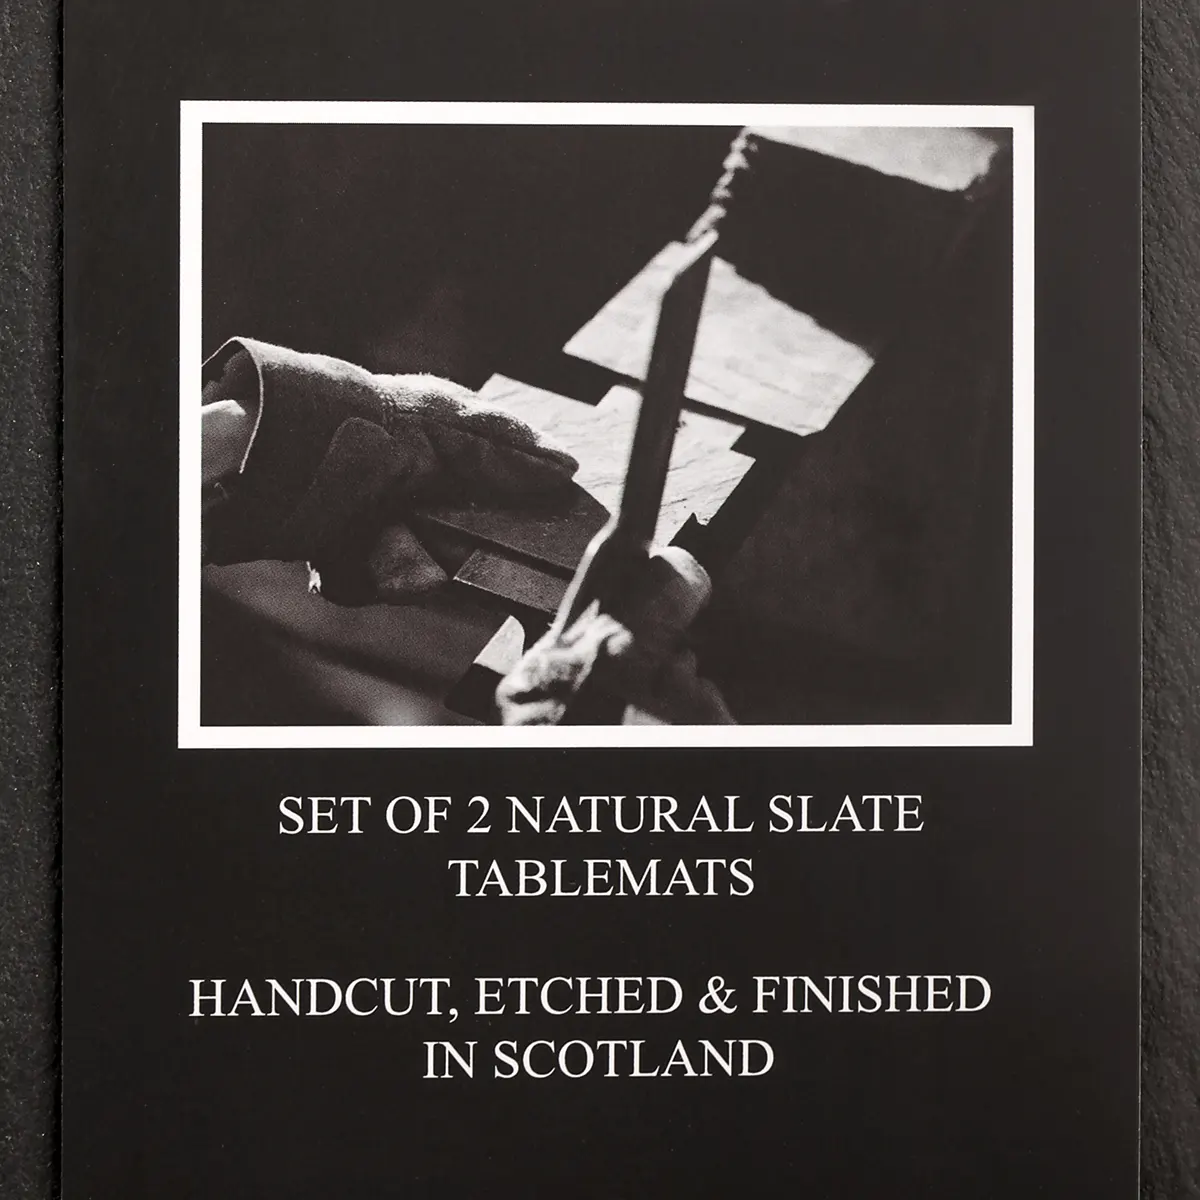 SET OF 2 NATURAL SLATE
TABLEMATS
HANDCUT, ETCHED & FINISHED
IN SCOTLAND